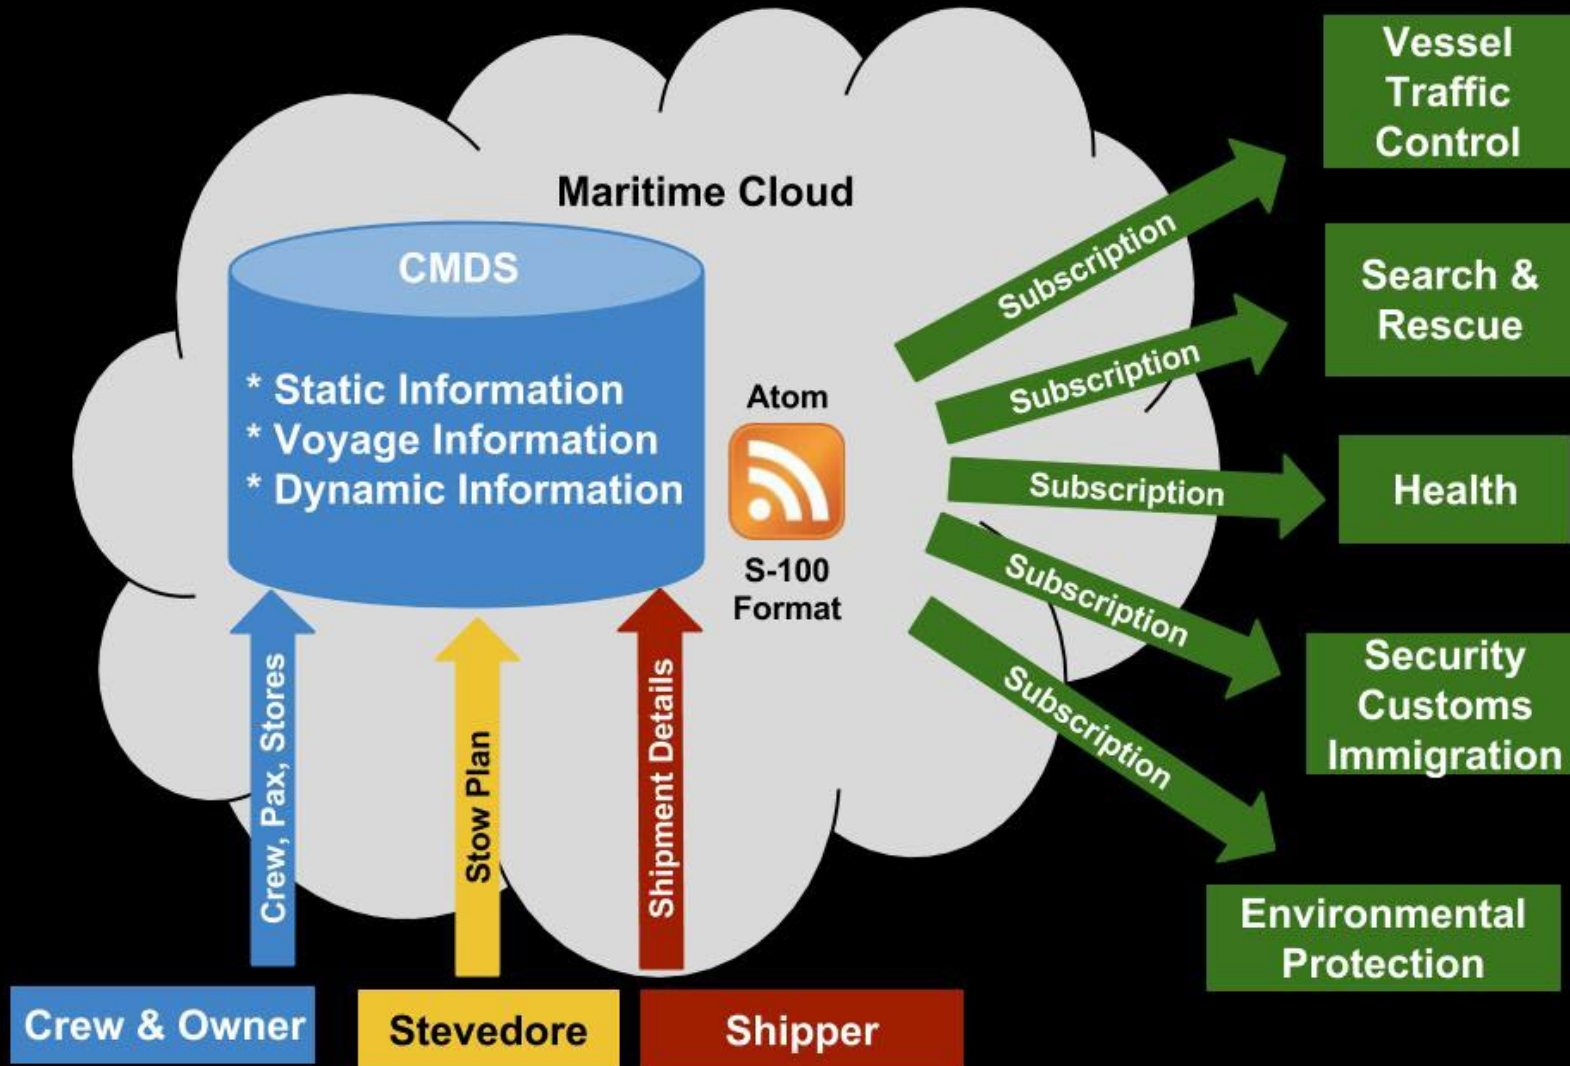 Maritime Cloud
CMDS
* Static Information
* Voyage Information
* Dynamic Information
Atom
S-100
Format
Crew, Pax, Stores
Stow Plan
Shipment Details
Crew & Owner
Stevedore
Shipper
Subscription
Subscription
Subscription
Subscription
Subscription
Vessel
Traffic
Control
Search &
Rescue
Health
Security
Customs
Immigration
Environmental
Protection